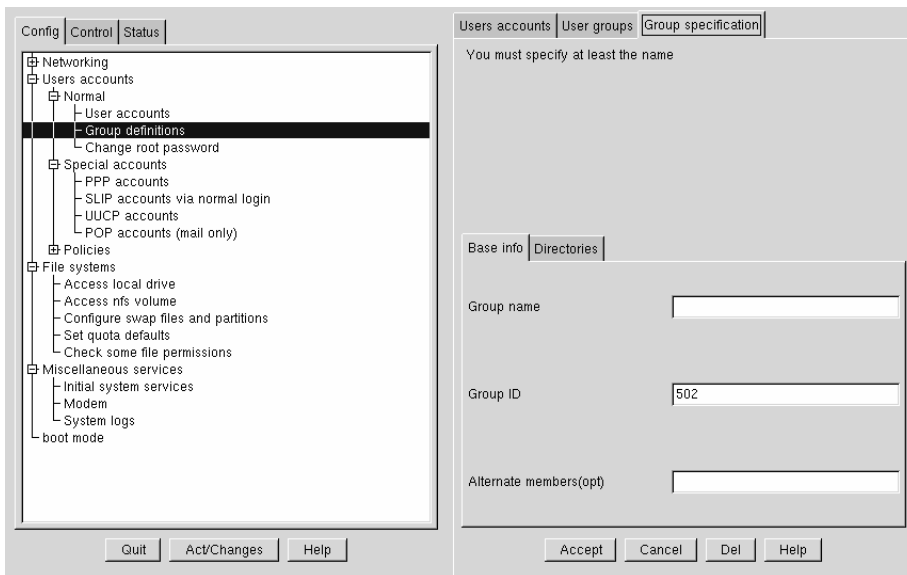 Config Control Status
Networking
Users accounts
Normal
User accounts
Group definitions
Change root password
Special accounts
PPP accounts
SLIP accounts via normal login
UUCP accounts
POP accounts (mail only)
Policies
File systems
Access local drive
Access nfs volume
Configure swap files and partitions
Set quota defaults
Check some file permissions
Miscellaneous services
Initial system services
Modem
System logs
boot mode
Quit Act/Changes Help
Users accounts User groups Group specification
You must specify at least the name
Base info Directories
Group name
Group ID 502
Alternate members(opt)
Accept Cancel Del Help